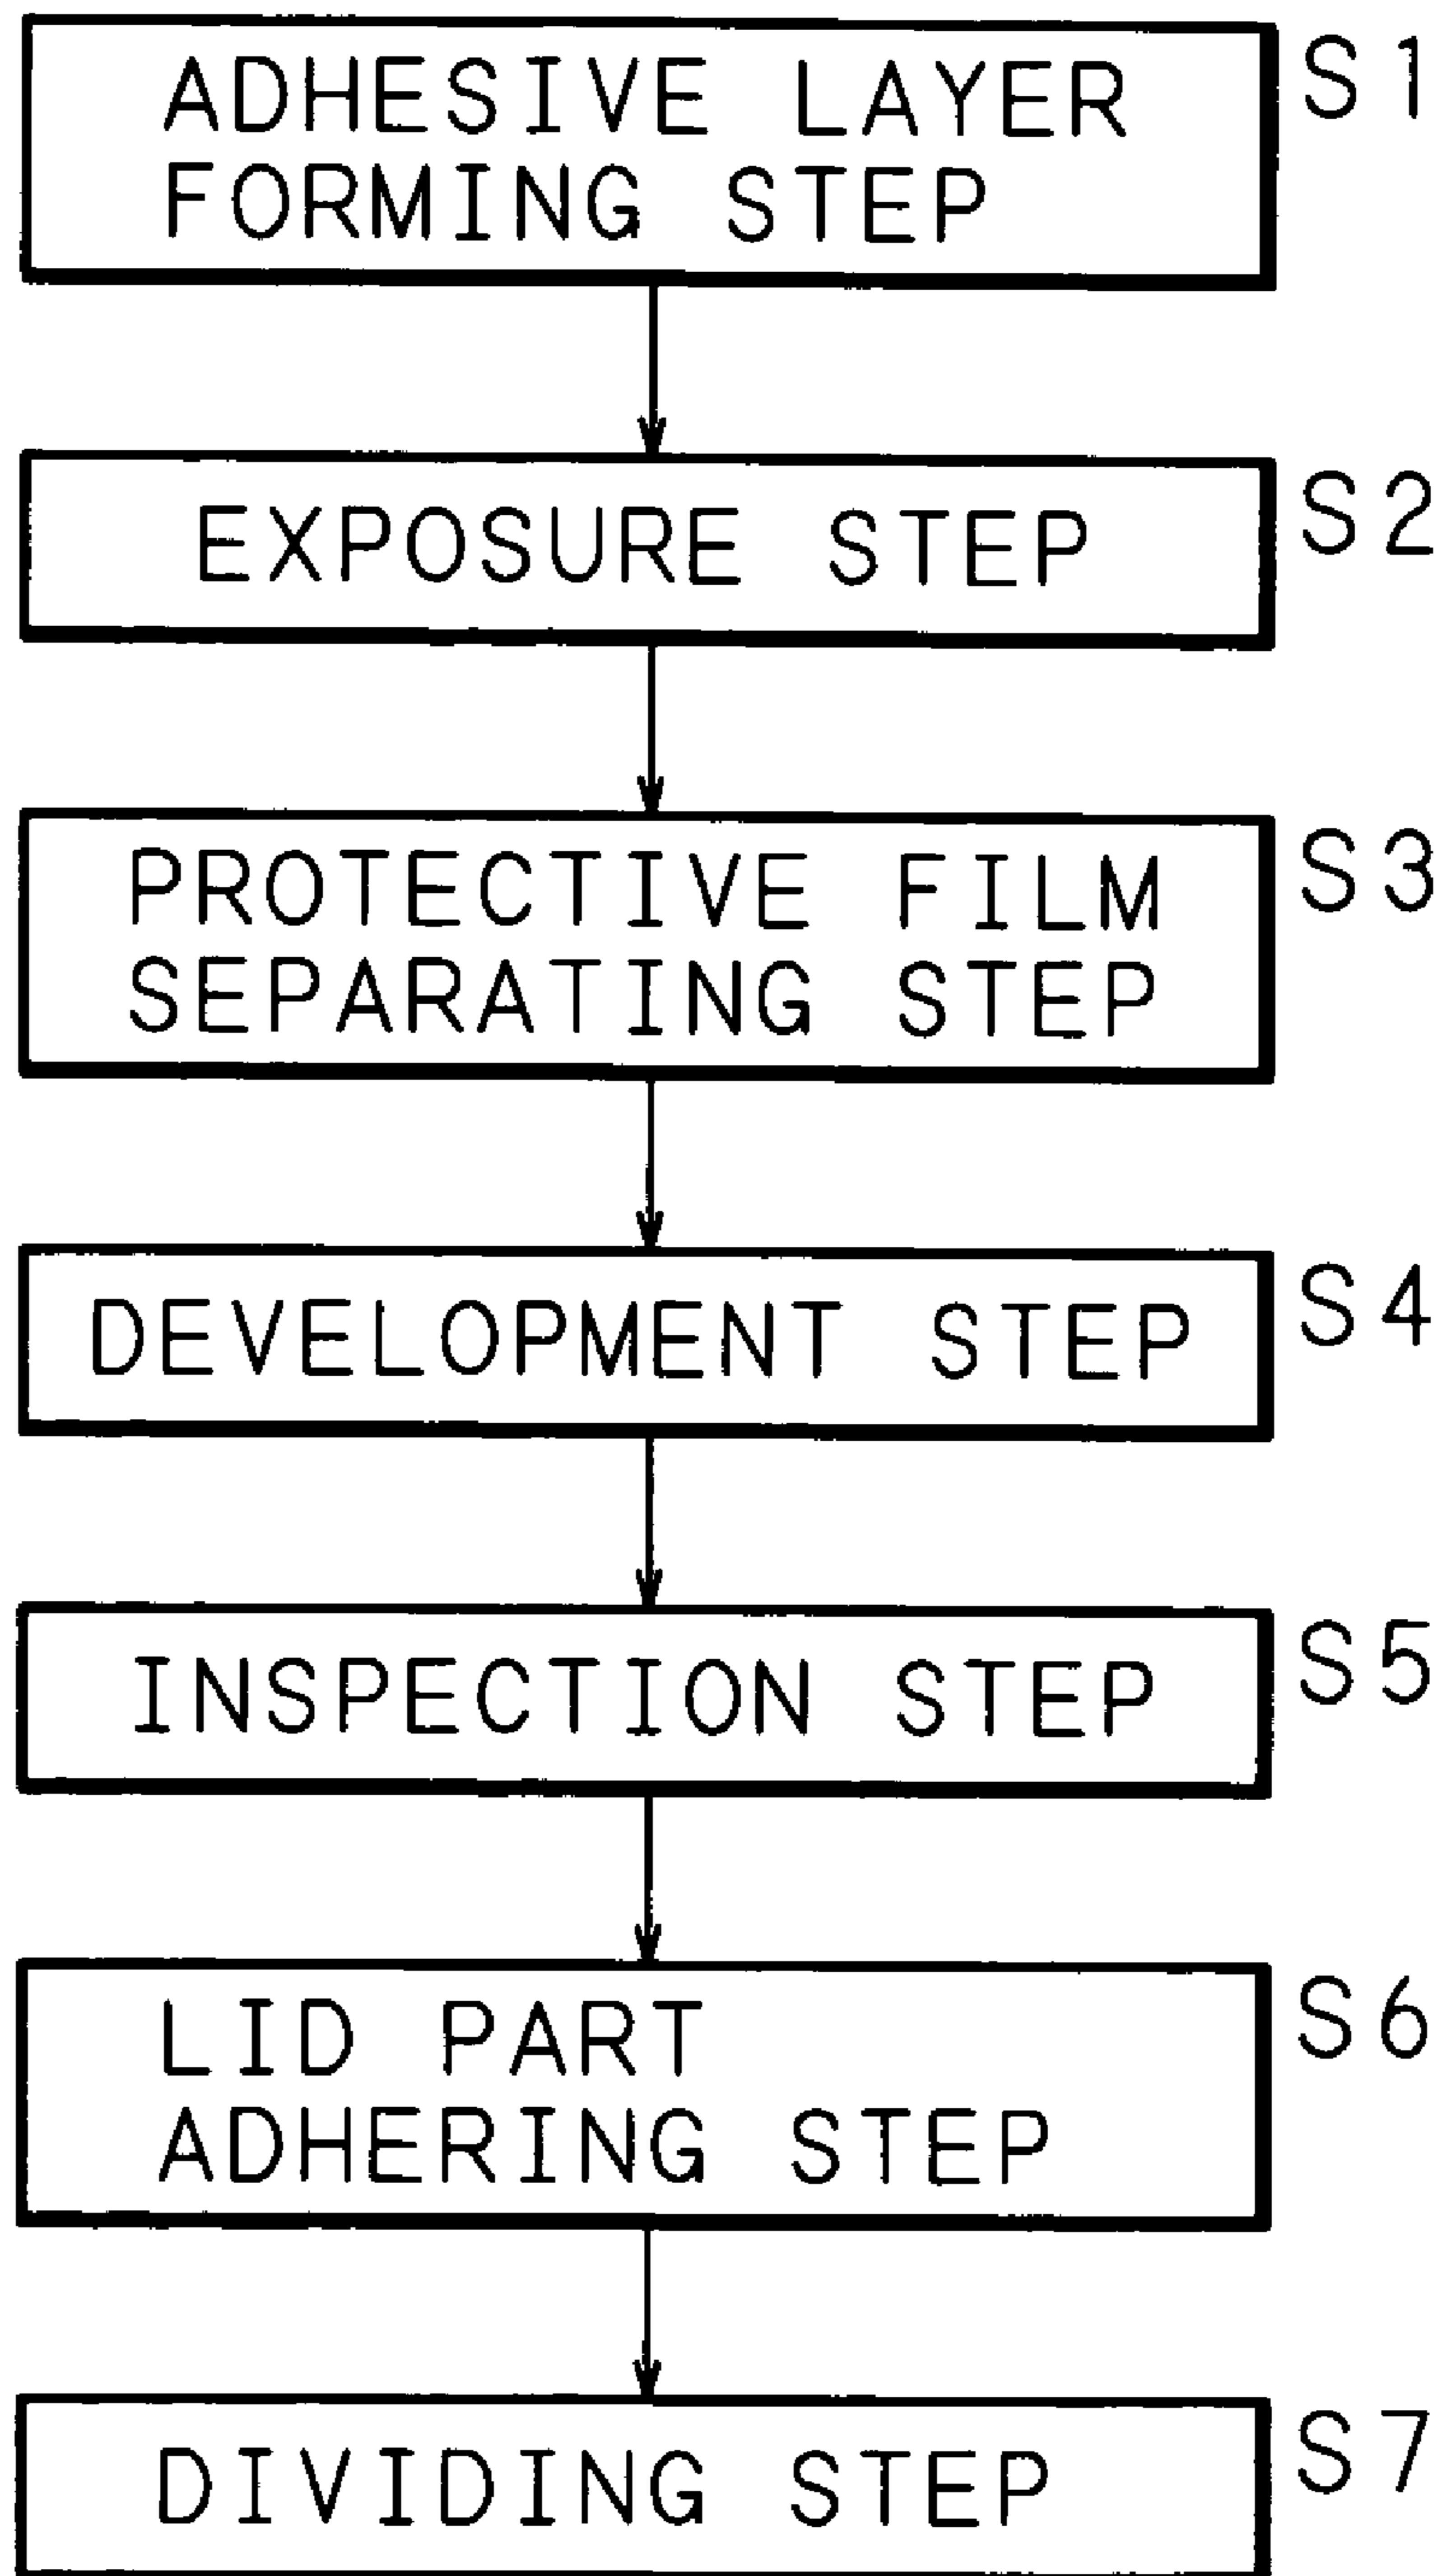 ADHESIVE LAYER S1
FORMING STEP
EXPOSURE STEP S2
PROTECTIVE FILM S3
SEPARATING STEP
DEVELOPMENT STEP S4
INSPECTION STEP S5
LID PART S6
ADHERING STEP
DIVIDING STEP S7